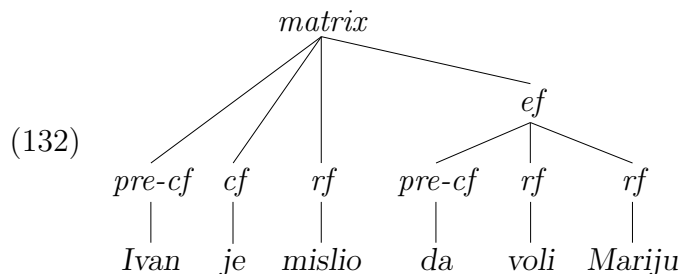 matrix
ef
(132)
pre-cf cf rf pre-cf rf rf
Ivan je mislio da voli Mariju